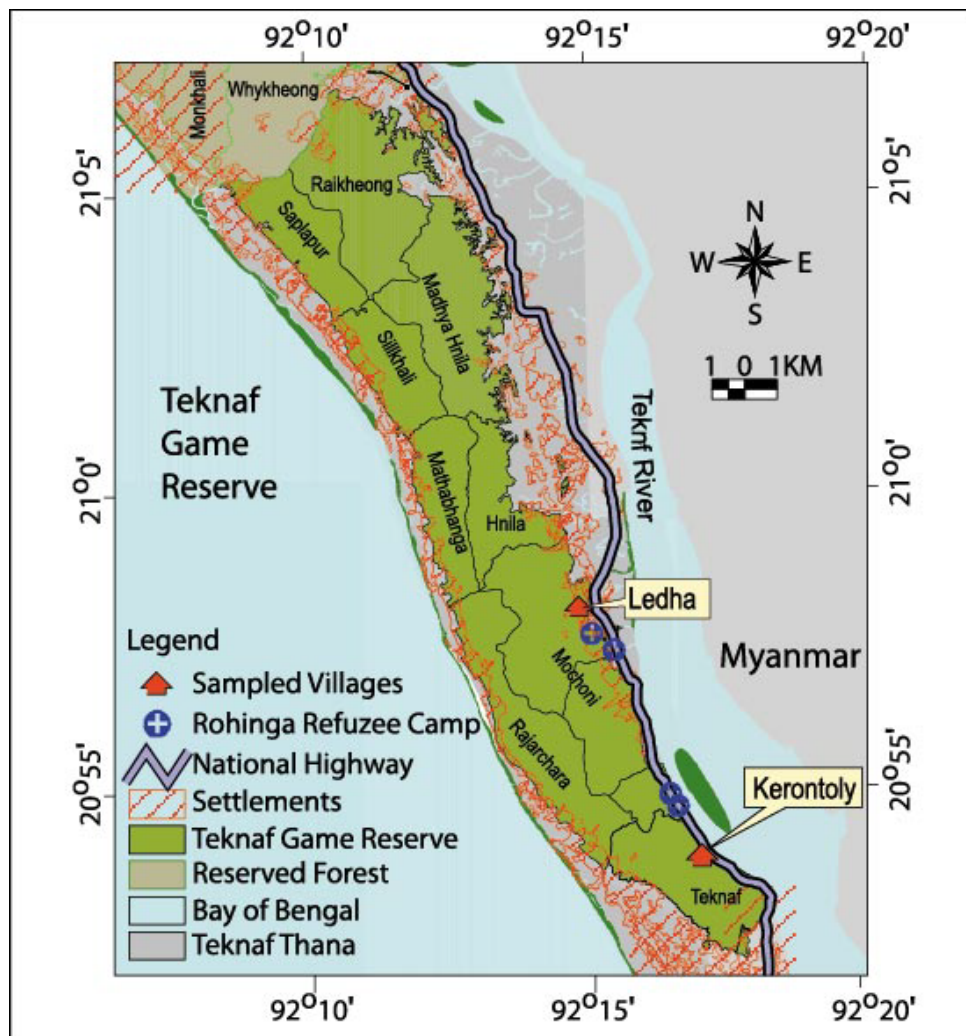 92°10'
92°15'
92°20'
Monkhali
Whykheong
21°5'
21°5'
Raikheong
Saplapur
N
W
E
S
Madhya Hnila
Sillkhali
1 0 1KM
Teknaf
Game
Reserve
Teknf River
21°0'
21°0'
Mathabhanga
Hnila
Ledha
Legend
Myanmar
Sampled Villages
Mochoni
Rohinga Refuzee Camp
Rajarchara
National Highway
20°55'
20°55'
Kerontoly
Settlements
Teknaf Game Reserve
Reserved Forest
Teknaf
Bay of Bengal
Teknaf Thana
92°10'
92°15'
92°20'